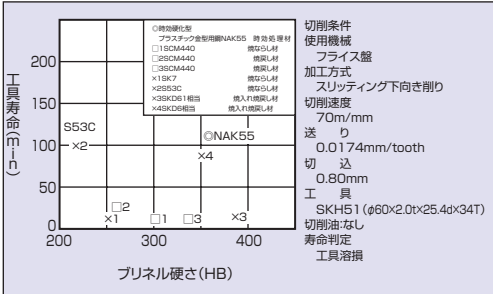 ◎時効硬化型
プラスチック金型用鋼NAK55 時効処理材
□1SCM440 焼ならし材
□2SCM440 焼戻し材
□3SCM440 焼戻し材
×1SK7 焼ならし材
×2S53C 焼ならし材
×3SKD61相当 焼入れ焼戻し材
×4SKD6相当 焼入れ焼戻し材
工具寿命(min)
200
150
100
50
0
S53C
×2
◎NAK55
×4
□2
×1
□1
□3
×3
200
300
400
ブリネル硬さ(HB)
切削条件
使用機械
フライス盤
加工方式
スリッティング下向き削り
切削速度
70m/mm
送 り
0.0174mm/tooth
切 込
0.80mm
工 具
SKH51(φ60×2.0t×25.4d×34T)
切削油:なし
寿命判定
工具溶損